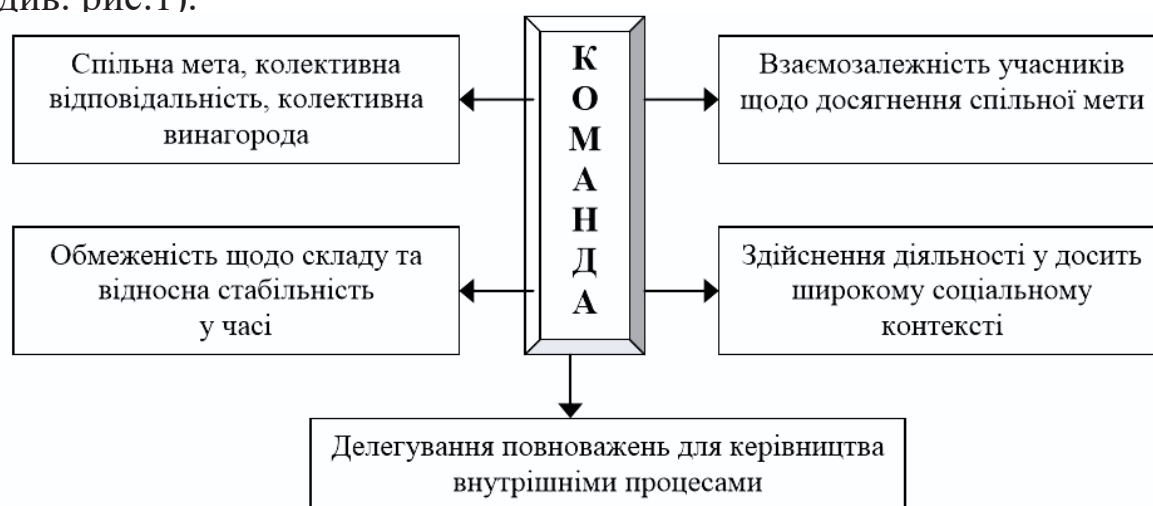 див. рис.1).
Спільна мета, колективна
відповідальність, колективна
винагорода
Обмеженість щодо складу та
відносна стабільність
у часі
К
О
М
А
Н
Д
А
Взаємозалежність учасників
щодо досягнення спільної мети
Здійснення діяльності у досить
широкому соціальному
контексті
Делегування повноважень для керівництва
внутрішніми процесами